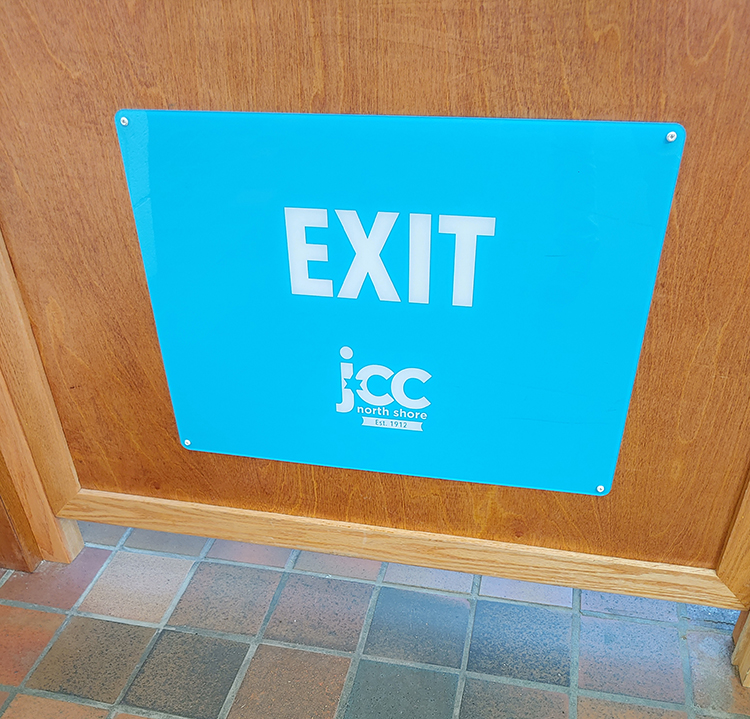 EXIT
jcc
north shore
Est. 1912